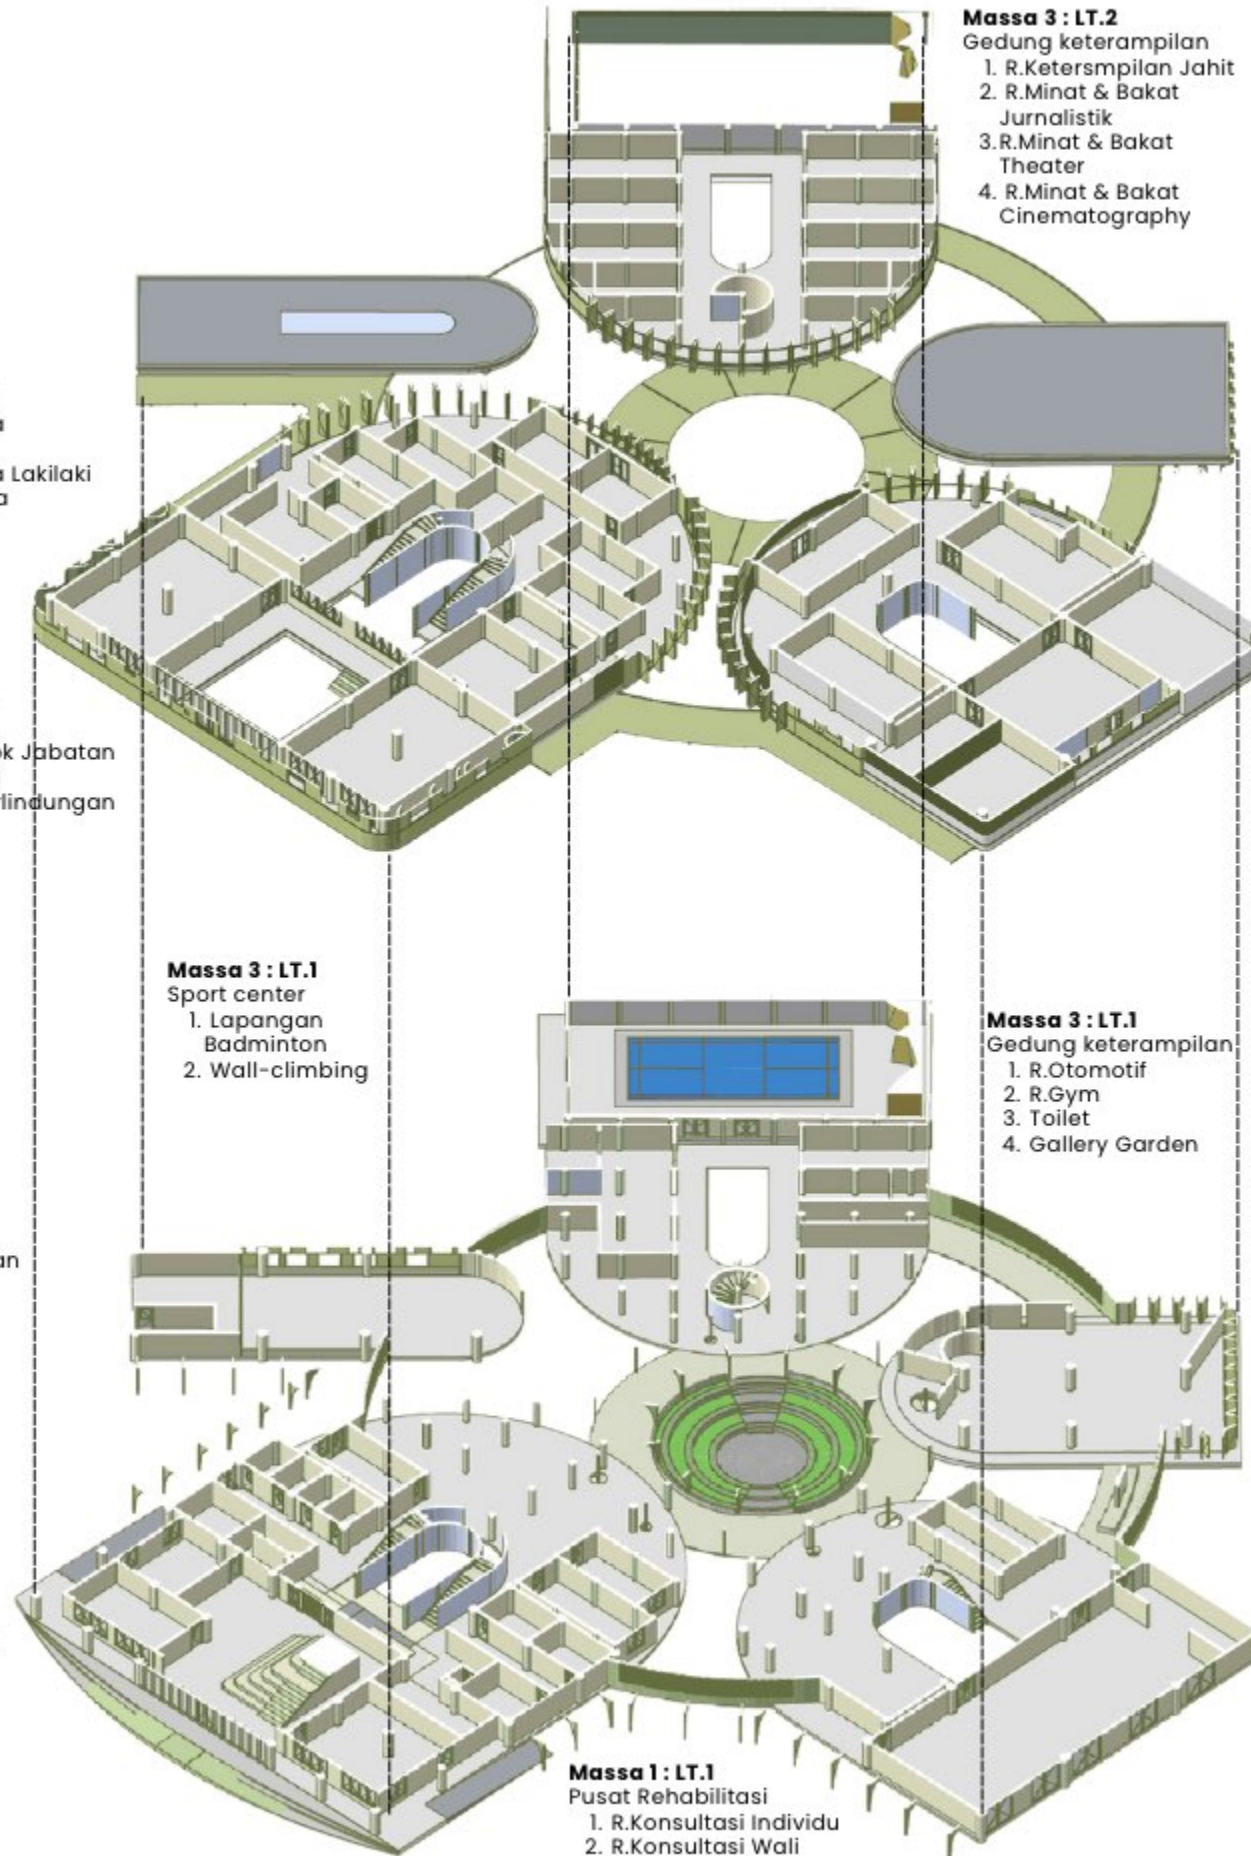 Massa 3 : LT.2
Gedung keterampilan
1. R.Ketersmpilan Jahit
2. R.Minat & Bakat
Jurnalistik
3.R.Minat & Bakat
Theater
4. R.Minat & Bakat
Cinematography
a
a Lakilaki
a
ok Jabatan
rlindungan
Massa 3 : LT.1
Sport center
1. Lapangan
Badminton
2. Wall-climbing
Massa 3 : LT.1
Gedung keterampilan
1. R.Otomotif
2. R.Gym
3. Toilet
4. Gallery Garden
an
Massa 1 : LT.1
Pusat Rehabilitasi
1. R.Konsultasi Individu
2. R.Konsultasi Wali